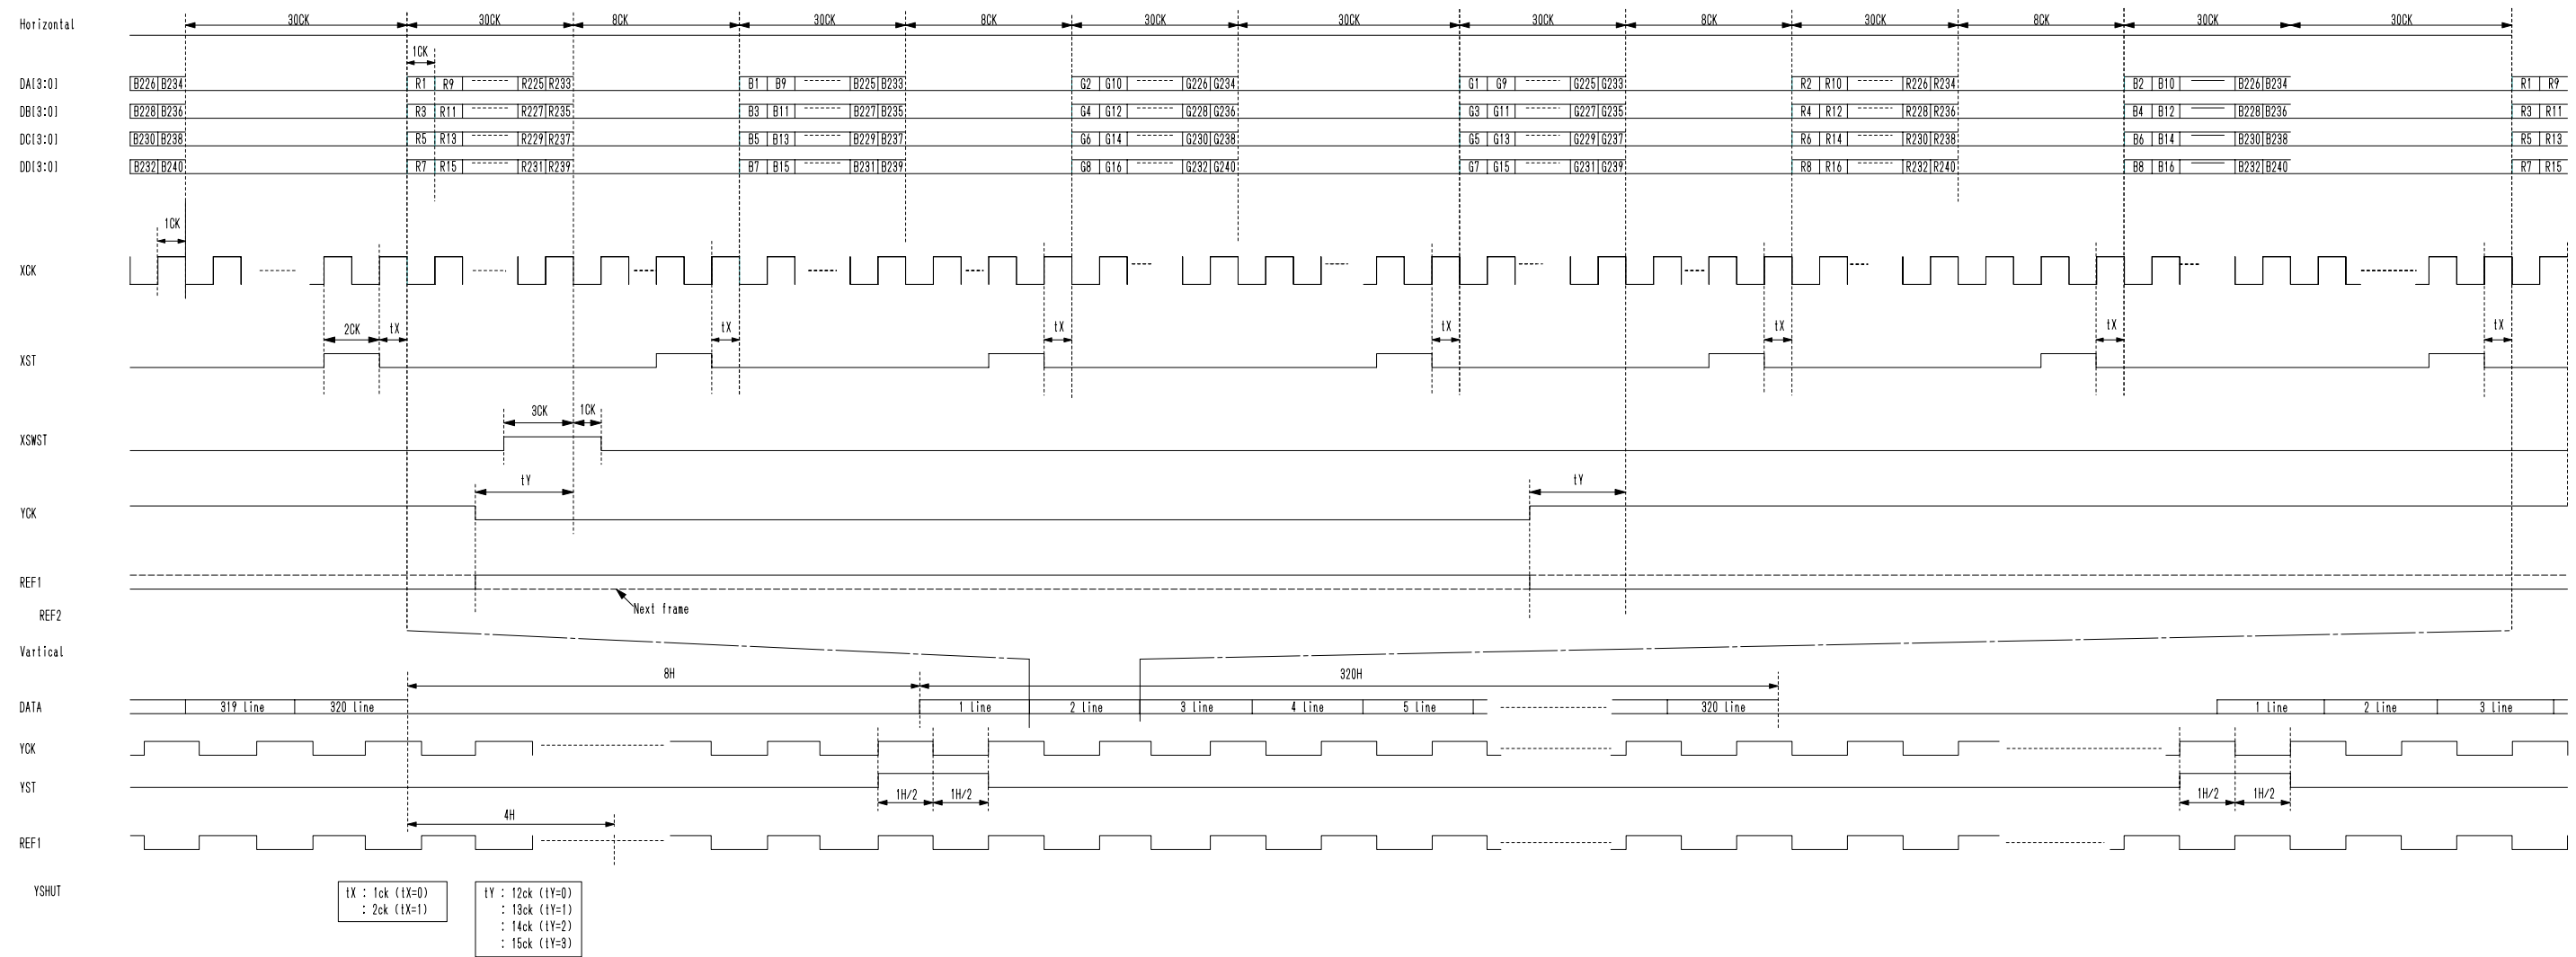 Horizontal 30CK 30CK 8CK 30CK 8CK 30CK 30CK 30CK 8CK 30CK 8CK 30CK 30CK
1CK
DA[3:0] B226 B234 R1 R9 R225 R233 B1 B9 B225 B233 G2 G10 G226 G234 G1 G9 G225 G233 R2 R10 R226 R234 B2 B10 B226 B234 R1 R9
DB[3:0] B228 B236 R3 R11 R227 R235 B3 B11 B227 B235 G4 G12 G228 G236 G3 G11 G227 G235 R4 R12 R228 R236 B4 B12 B228 B236 R3 R11
DC[3:0] B230 B238 R5 R13 R229 R237 B5 B13 B229 B237 G6 G14 G230 G238 G5 G13 G229 G237 R6 R14 R230 R238 B6 B14 B230 B238 R5 R13
DD[3:0] B232 B240 R7 R15 R231 R239 B7 B15 B231 B239 G8 G16 G232 G240 G7 G15 G231 G239 R8 R16 R232 R240 B8 B16 B232 B240 R7 R15
1CK
XCK
2CK tX tX tX tX tX tX tX
XST
3CK 1CK
XSWST
tY tY
YCK
REF1
Next frame
REF2
Vartical
8H 320H
DATA 319 line 320 line 1 line 2 line 3 line 4 line 5 line 320 line 1 line 2 line 3 line
YCK
YST
1H/2 1H/2 1H/2 1H/2
4H
REF1
YSHUT
tX : 1ck (tX=0)
: 2ck (tX=1)
tY : 12ck (tY=0)
: 13ck (tY=1)
: 14ck (tY=2)
: 15ck (tY=3)